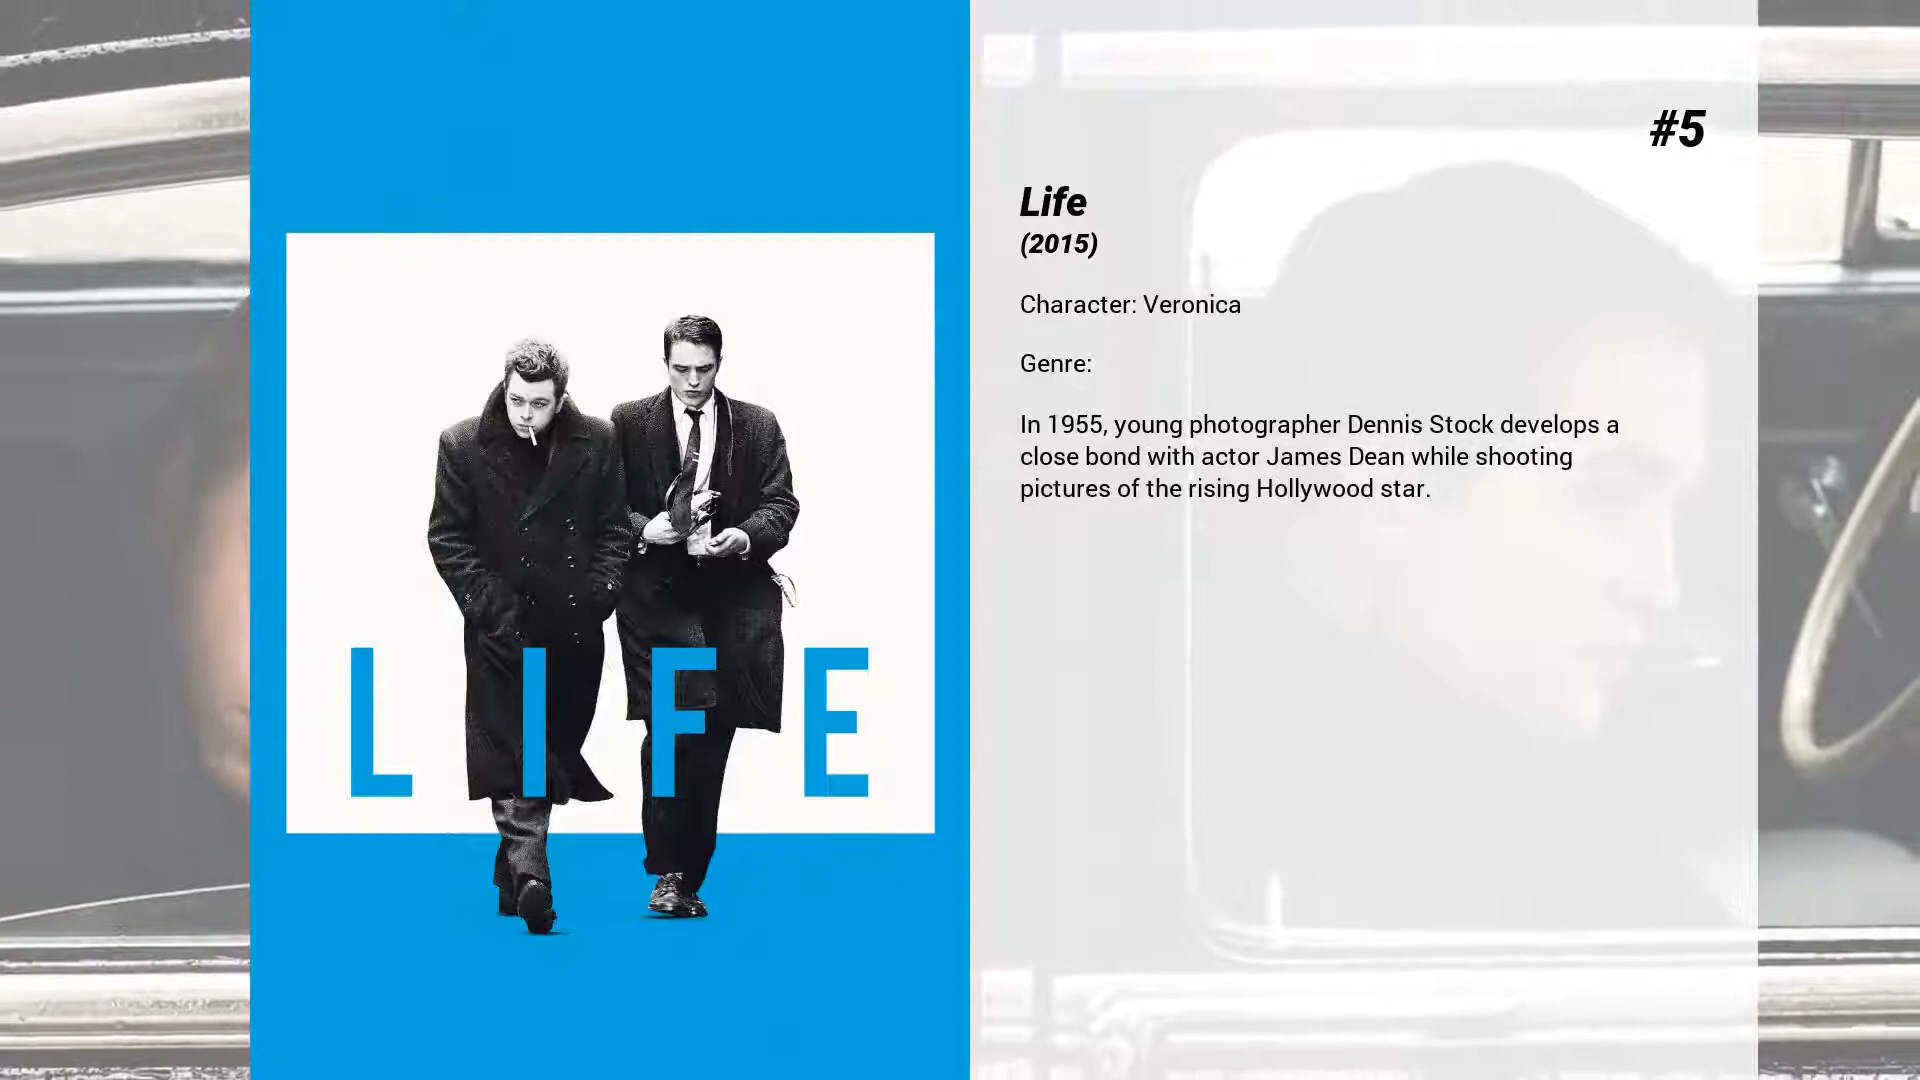 LIFE
#5
Life
(2015)
Character: Veronica
Genre:
In 1955, young photographer Dennis Stock develops a
close bond with actor James Dean while shooting
pictures of the rising Hollywood star.